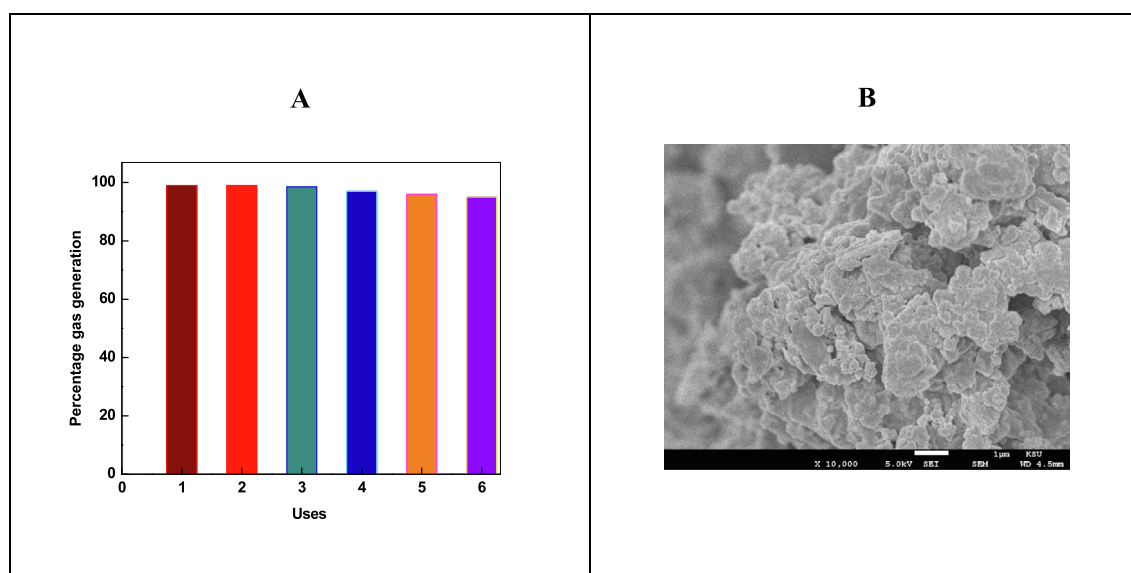 A
B
Percentage gas generation
100
80
60
40
20
0
0 1 2 3 4 5 6
Uses
1µm KSU
X 10,000 5.0kV SEI SEM WD 4.5mm